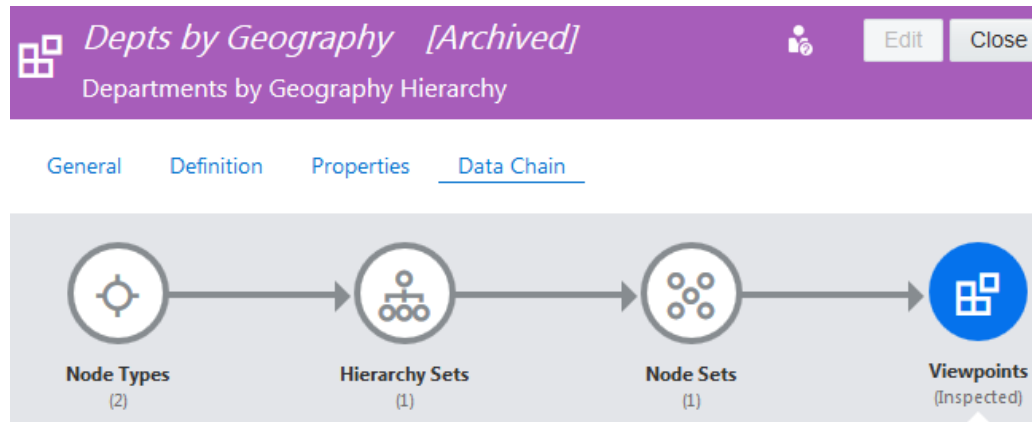 Depts by Geography [Archived]
Edit
Close
Departments by Geography Hierarchy
General
Definition
Properties
Data Chain
Node Types
Hierarchy Sets
Node Sets
Viewpoints
(2)
(1)
(1)
(Inspected)